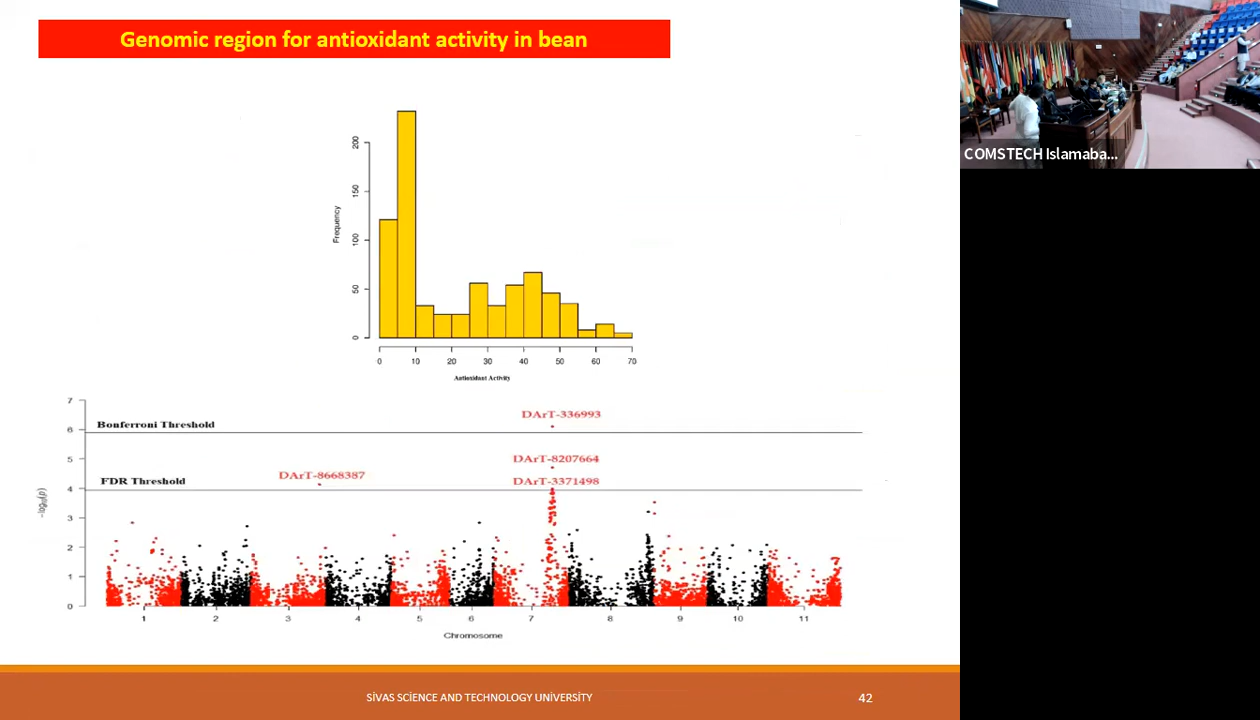 Genomic region for antioxidant activity in bean
COMSTECH Islamaba...
Frequency
200
150
100
50
0
0 10 20 30 40 50 60 70
Antioxidant Activity
7
6
5
4
3
2
1
0
-log10(p)
Bonferroni Threshold
FDR Threshold
DArT-336993
DArT-8207664
DArT-8668387
DArT-3371498
1 2 3 4 5 6 7 8 9 10 11
Chromosome
SİVAS SCİENCE AND TECHNOLOGY UNİVERSİTY
42